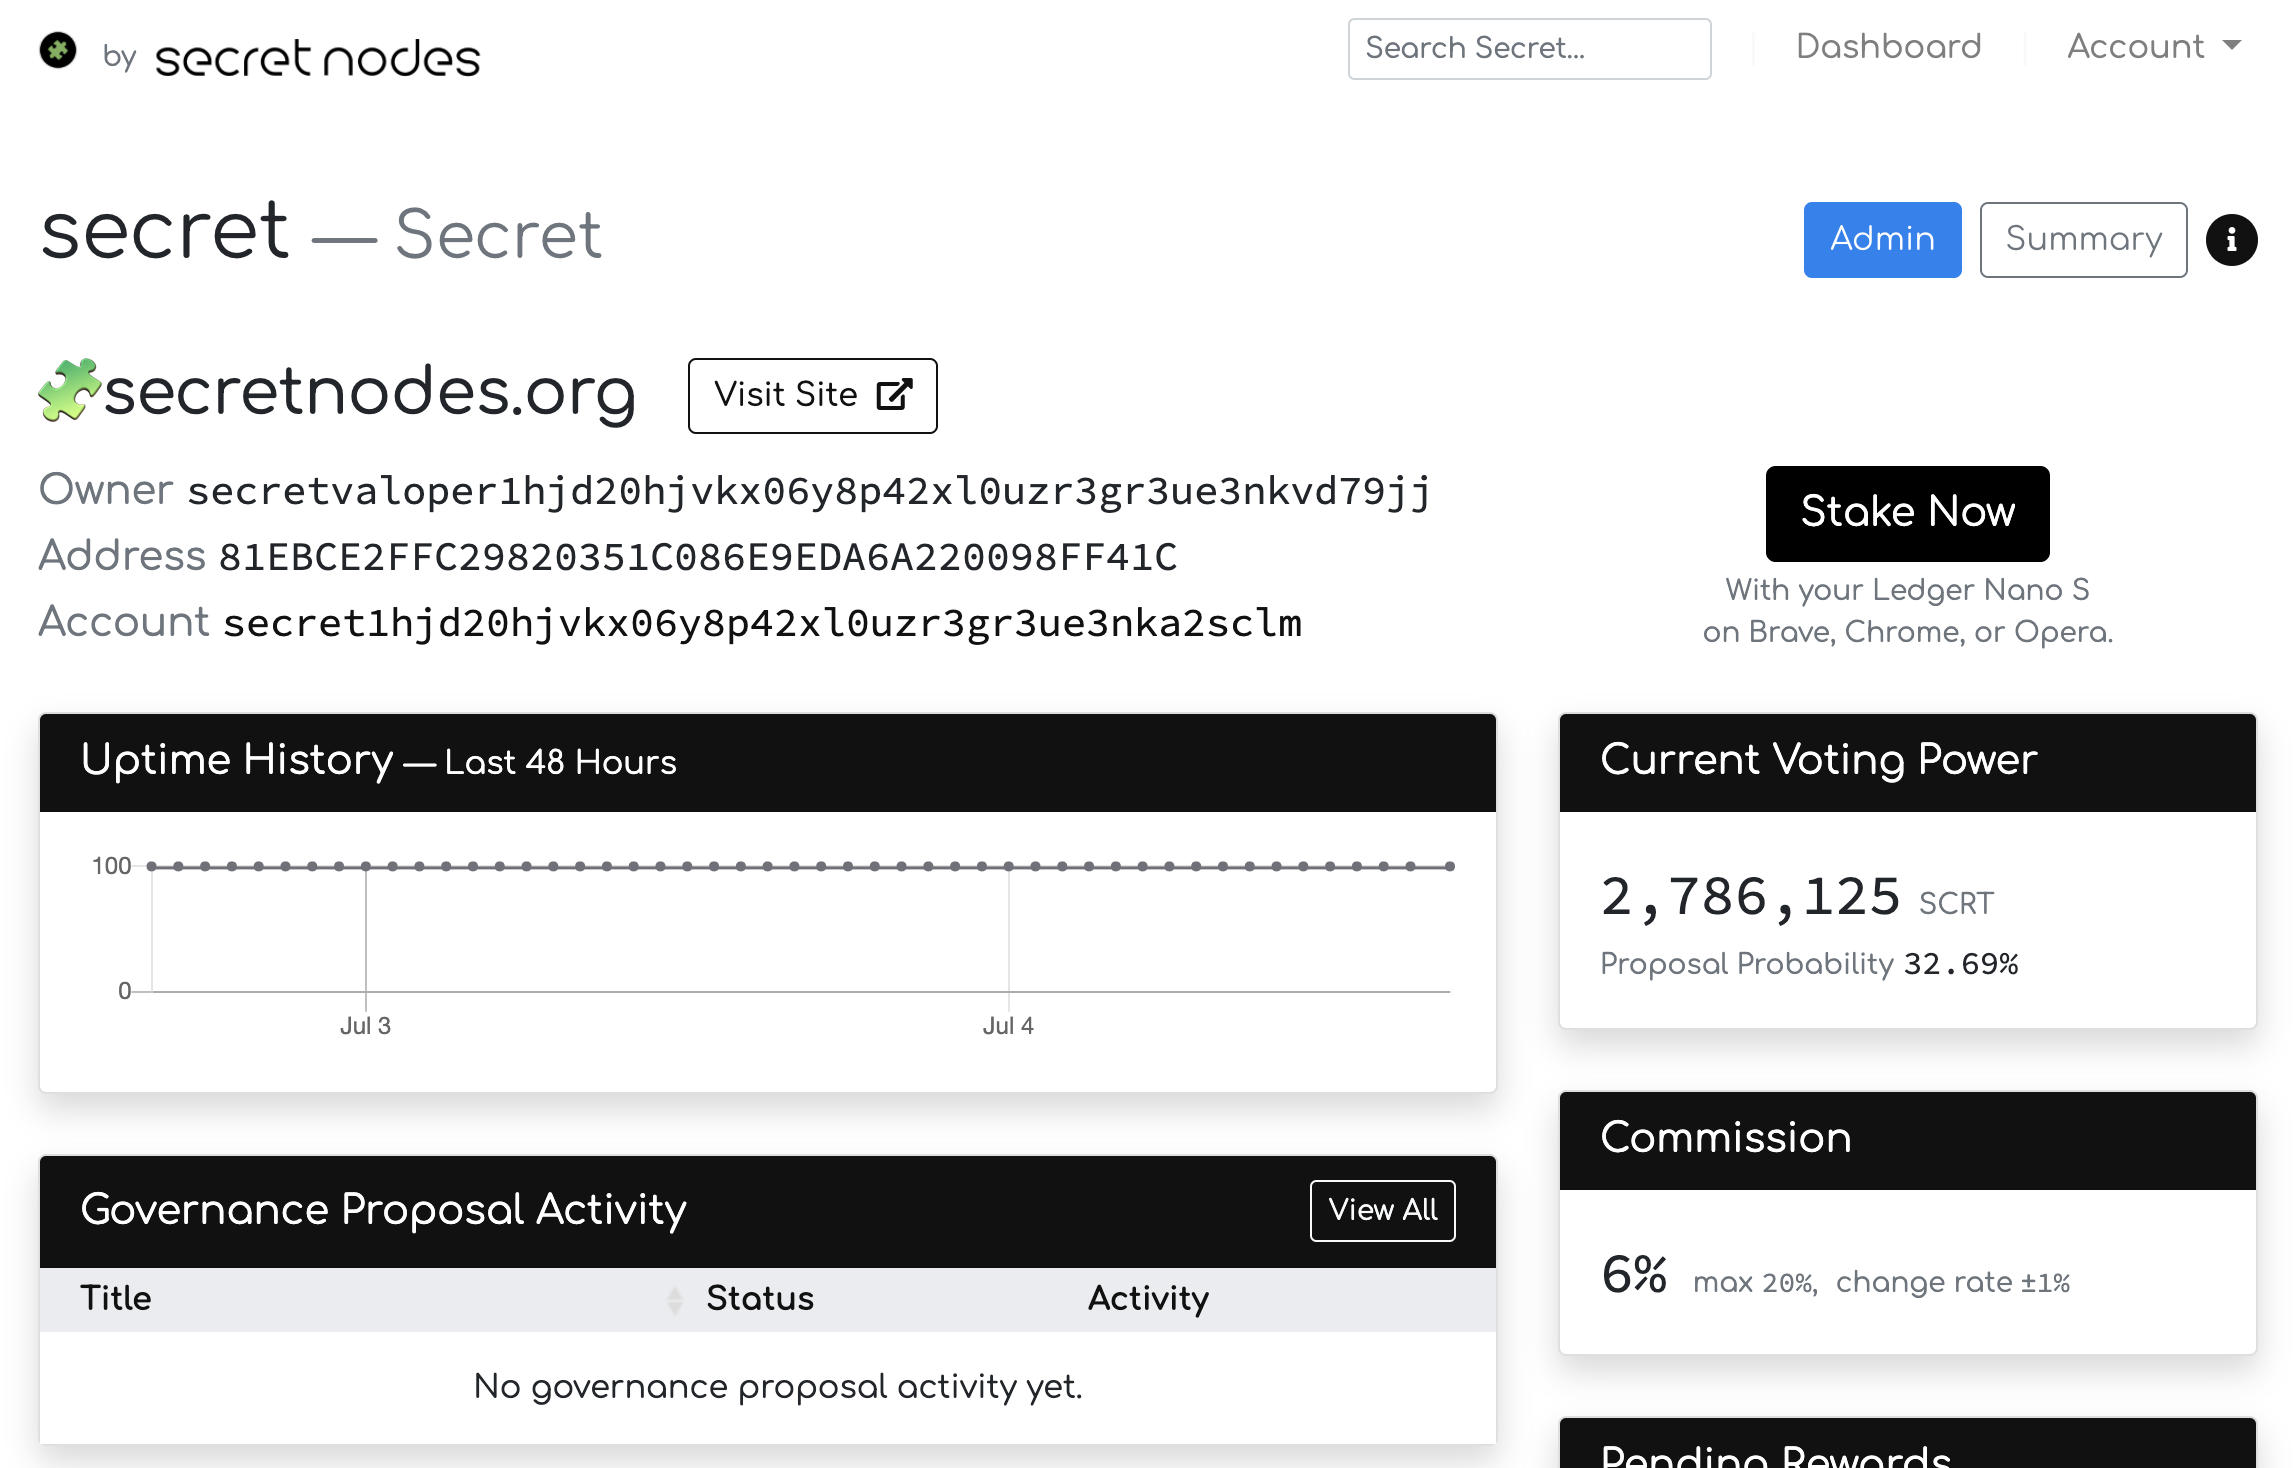 by secret nodes
Search Secret...
Dashboard
Account
secret — Secret
Admin
Summary
secretnodes.org
Visit Site
Owner secretvaloper1hjd20hjvkx06y8p42xl0uzr3gr3ue3nkvd79jj
Address 81EBCE2FFC29820351C086E9EDA6A220098FF41C
Account secret1hjd20hjvkx06y8p42xl0uzr3gr3ue3nka2sclm
Stake Now
With your Ledger Nano S
on Brave, Chrome, or Opera.
Uptime History — Last 48 Hours
100
0
Jul 3
Jul 4
Current Voting Power
2,786,125 SCRT
Proposal Probability 32.69%
Governance Proposal Activity
View All
Title
Status
Activity
No governance proposal activity yet.
Commission
6% max 20%, change rate ±1%
Pending Rewards